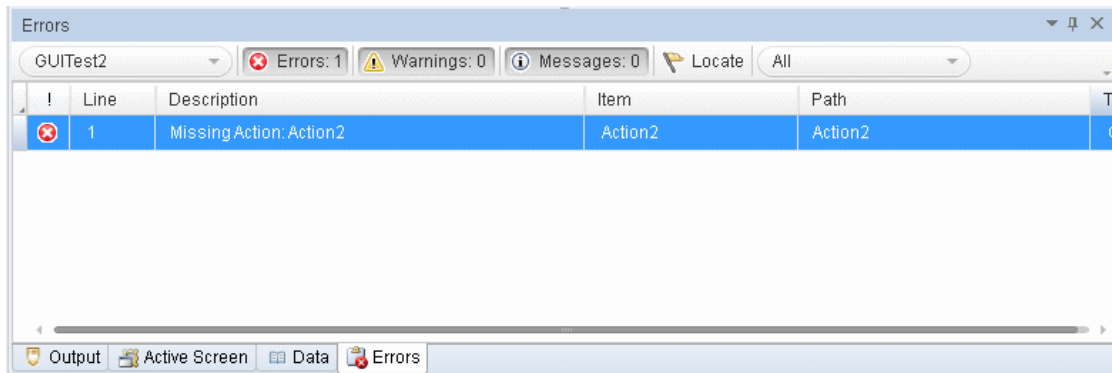 Errors
GUITest2 Errors: 1 Warnings: 0 Messages: 0 Locate All
! Line Description Item Path T
1 Missing Action: Action2 Action2 Action2
Output Active Screen Data Errors